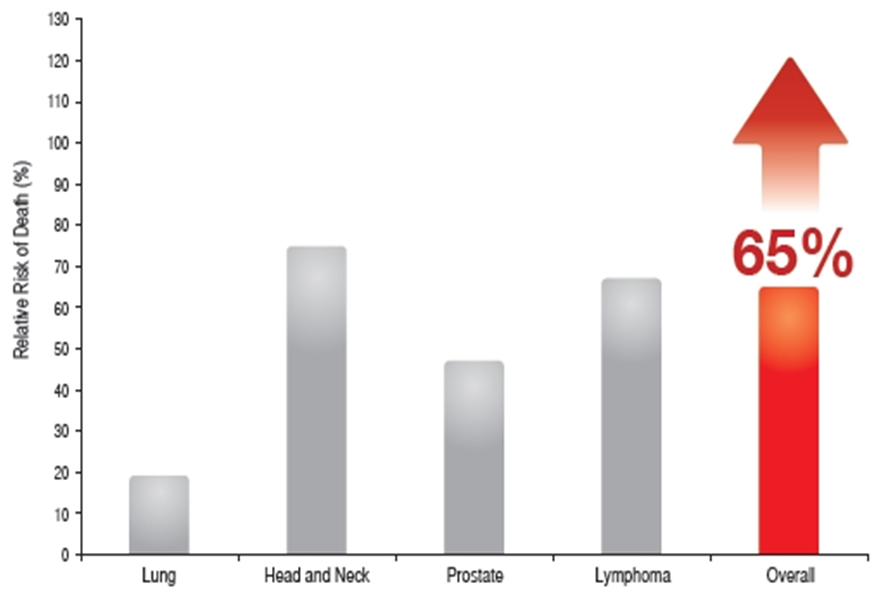 Relative Risk of Death (%)
130
120
110
100
90
80
70
60
50
40
30
20
10
0
65%
Lung
Head and Neck
Prostate
Lymphoma
Overall